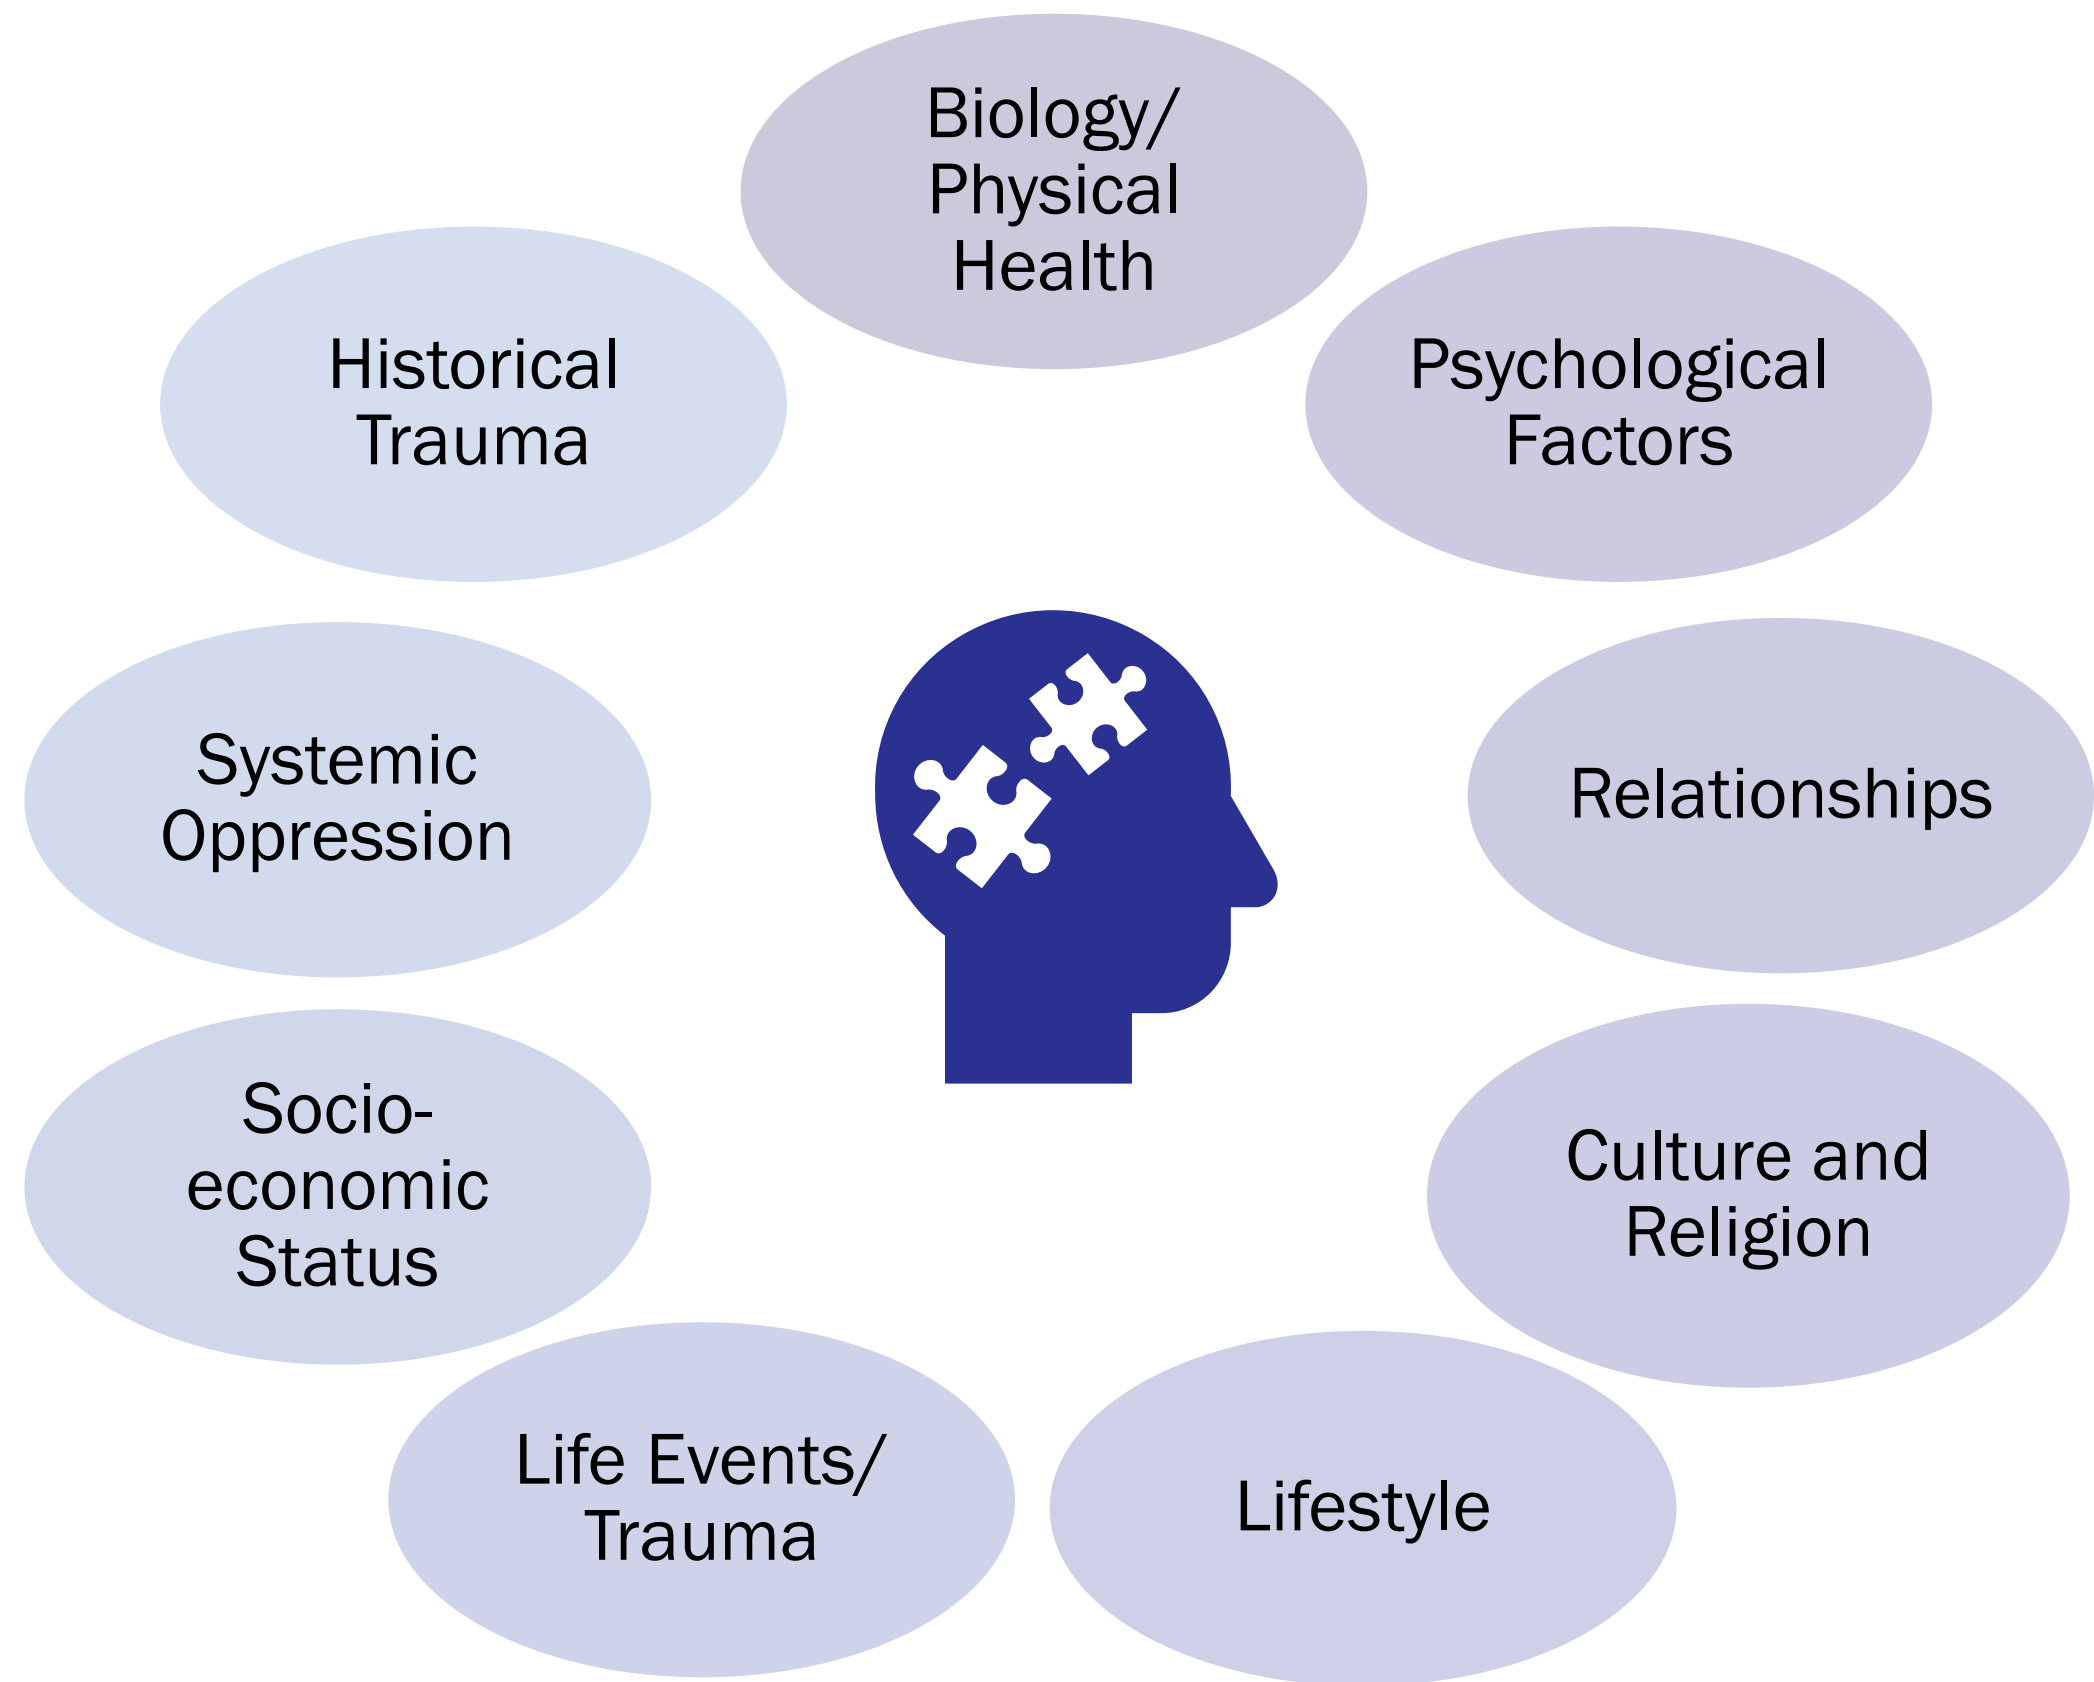 Biology/
Physical
Health
Psychological
Factors
Relationships
Culture and
Religion
Lifestyle
Life Events/
Trauma
Socio-
economic
Status
Systemic
Oppression
Historical
Trauma